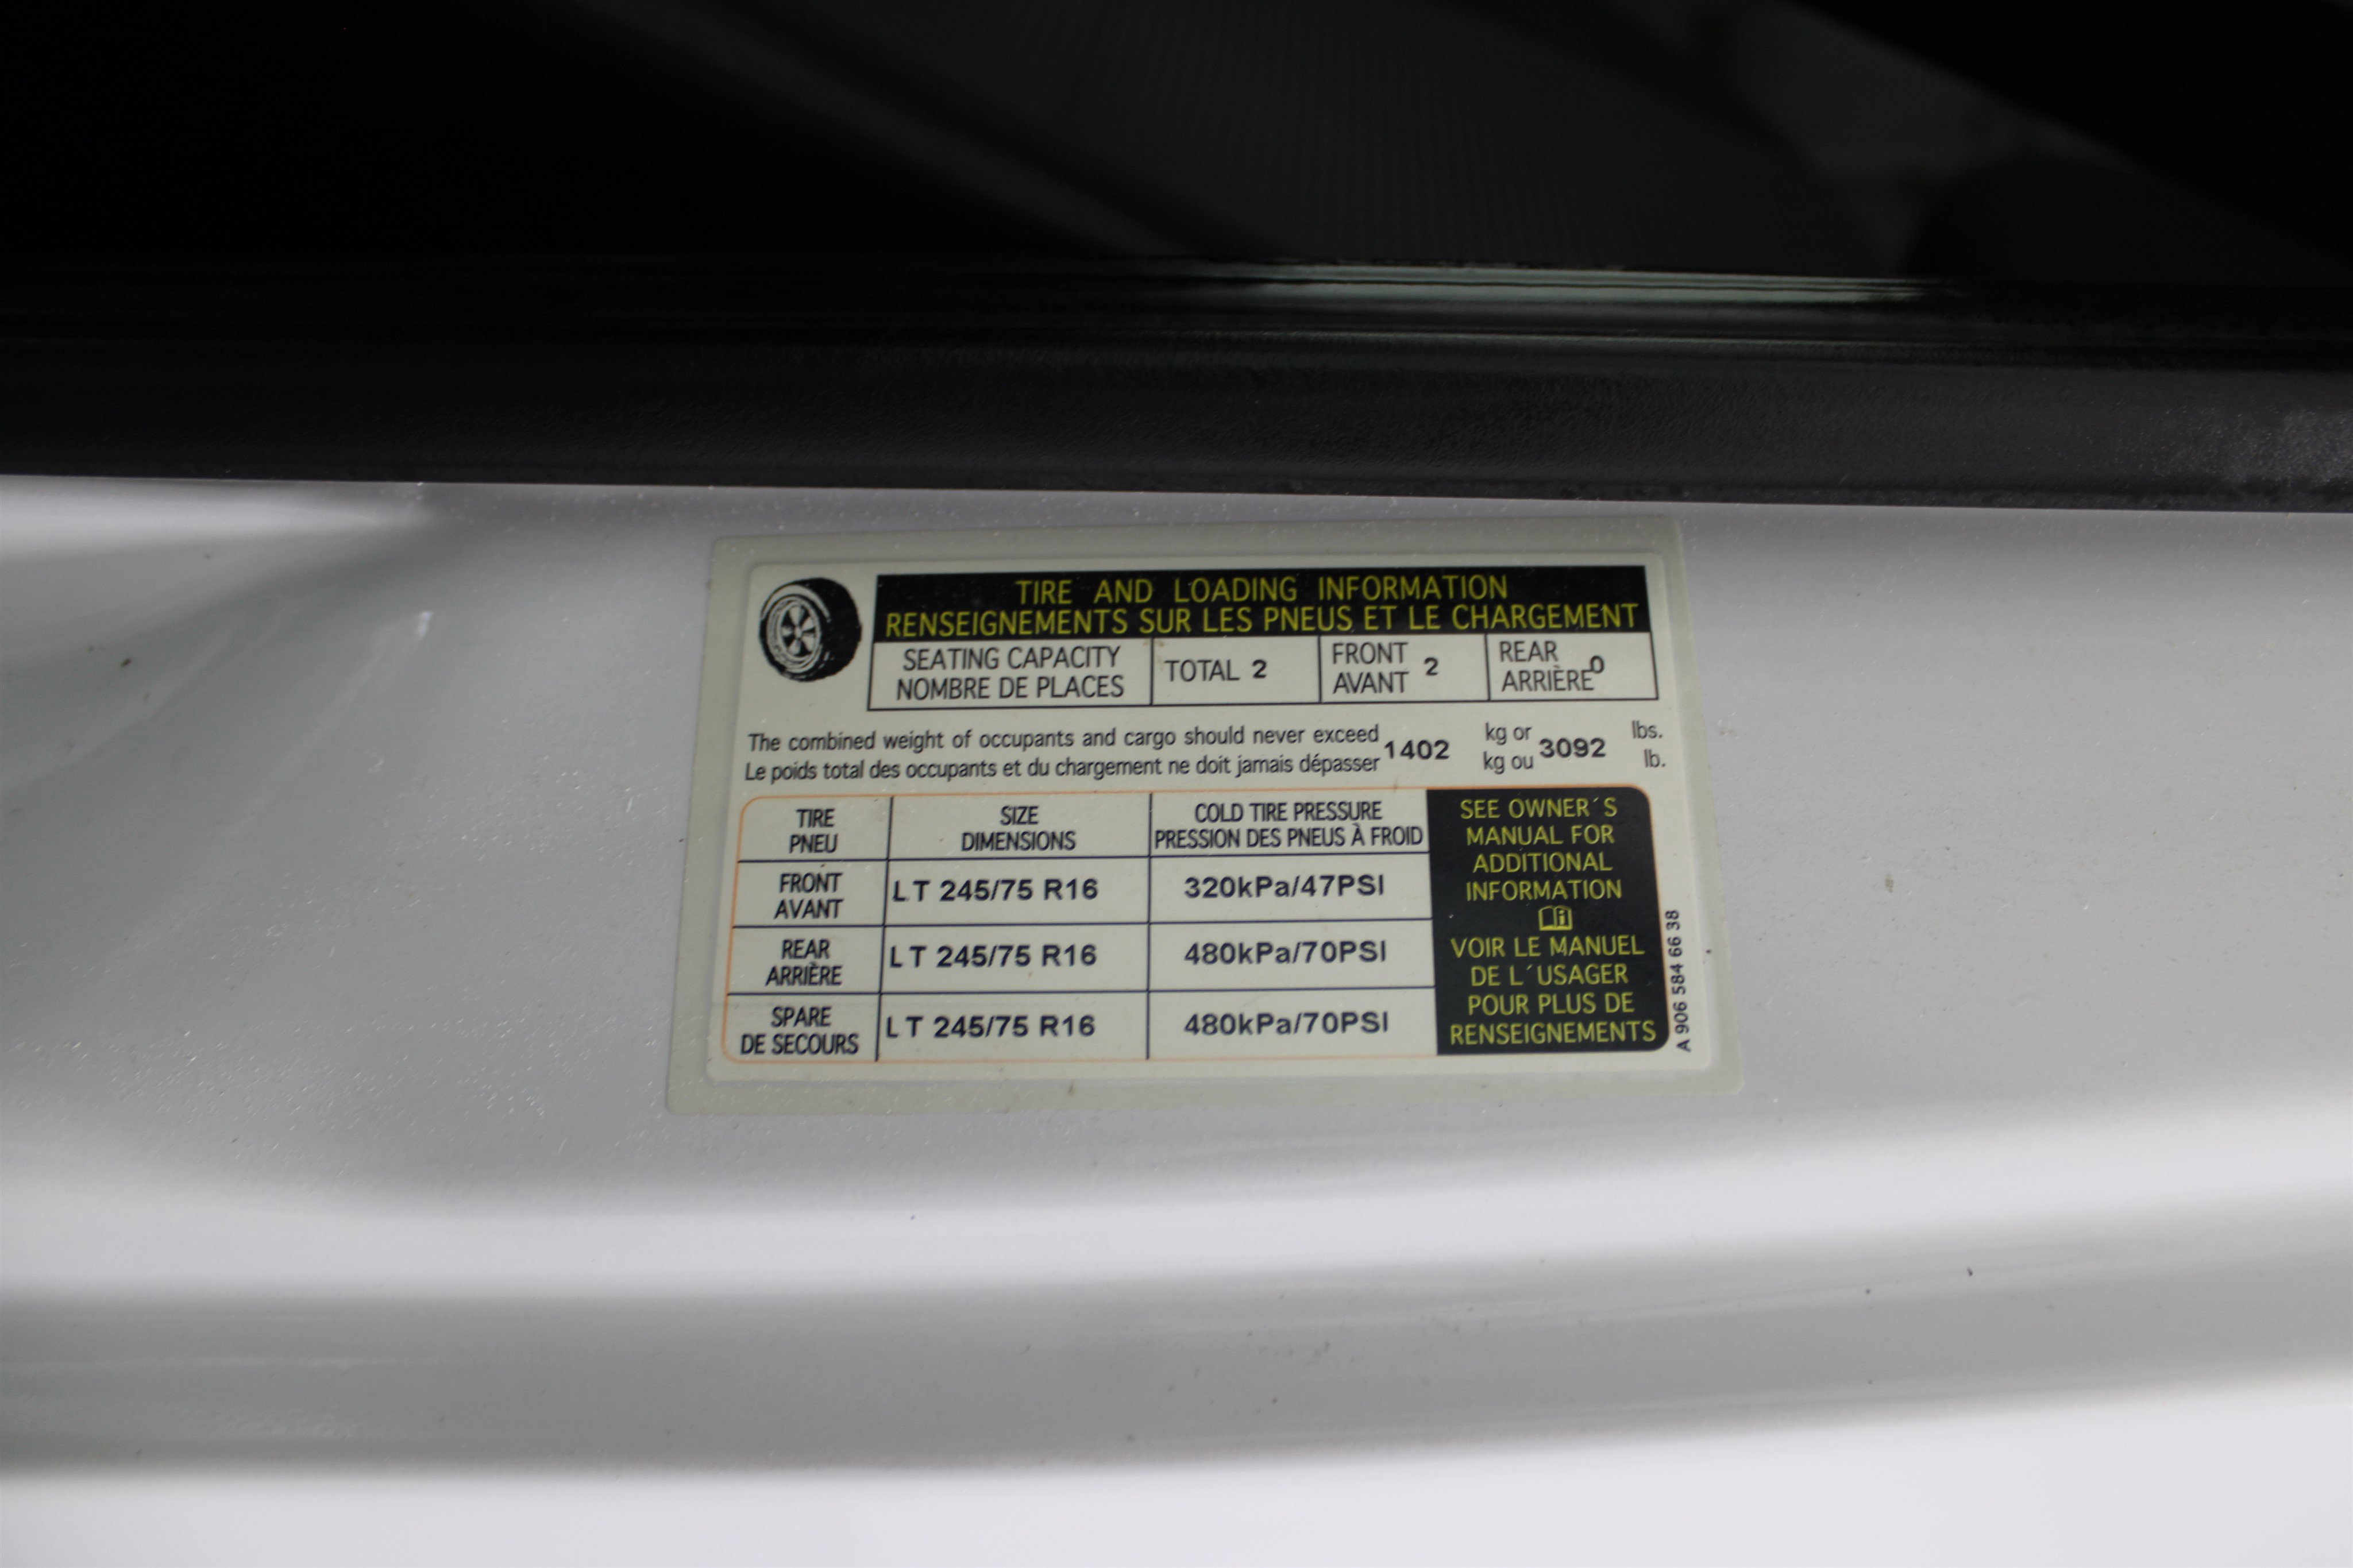 TIRE AND LOADING INFORMATION
RENSEIGNEMENTS SUR LES PNEUS ET LE CHARGEMENT
SEATING CAPACITY
NOMBRE DE PLACES
TOTAL 2
FRONT
AVANT 2
REAR
ARRIÈRE 0
The combined weight of occupants and cargo should never exceed
Le poids total des occupants et du chargement ne doit jamais dépasser
1402
kg or
kg ou
3092
lbs.
lb.
TIRE
PNEU
SIZE
DIMENSIONS
COLD TIRE PRESSURE
PRESSION DES PNEUS À FROID
FRONT
AVANT
LT 245/75 R16
320kPa/47PSI
REAR
ARRIÈRE
LT 245/75 R16
480kPa/70PSI
SPARE
DE SECOURS
LT 245/75 R16
480kPa/70PSI
SEE OWNER´S
MANUAL FOR
ADDITIONAL
INFORMATION
VOIR LE MANUEL
DE L´USAGER
POUR PLUS DE
RENSEIGNEMENTS
A 906 584 66 38